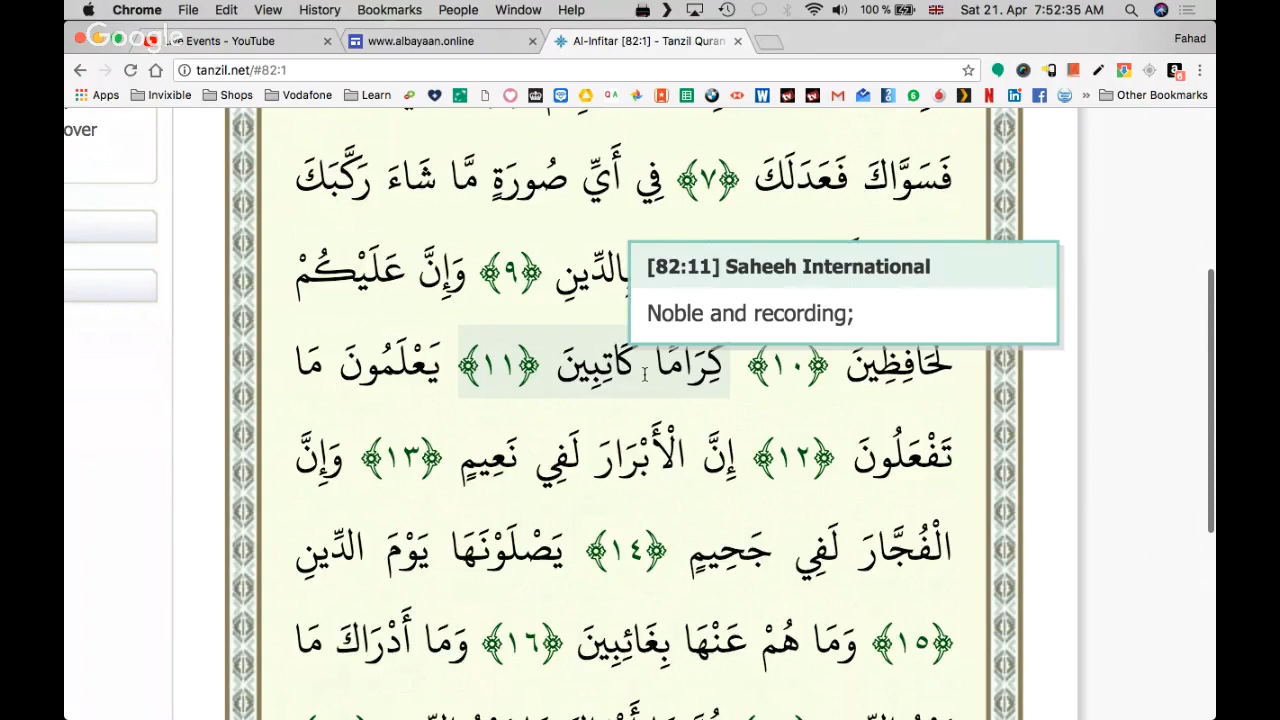 Chrome File Edit View History Bookmarks People Window Help 100 % Sat 21. Apr 7:52:35 AM
Google
Live Events - YouTube www.albayaan.online Al-Infitar [82:1] - Tanzil Quran Fahad
tanzil.net/#82:1
Apps Invixible Shops Vodafone Learn Other Bookmarks
over
فَسَوَّاكَ فَعَدَلَكَ ﴿٧﴾ فِي أَيِّ صُورَةٍ مَّا شَاءَ رَكَّبَكَ
بِالدِّينِ ﴿٩﴾ وَإِنَّ عَلَيْكُمْ
[82:11] Saheeh International
Noble and recording;
لَحَافِظِينَ ﴿١٠﴾ كِرَامًا كَاتِبِينَ ﴿١١﴾ يَعْلَمُونَ مَا
تَفْعَلُونَ ﴿١٢﴾ إِنَّ الْأَبْرَارَ لَفِي نَعِيمٍ ﴿١٣﴾ وَإِنَّ
الْفُجَّارَ لَفِي جَحِيمٍ ﴿١٤﴾ يَصْلَوْنَهَا يَوْمَ الدِّينِ
﴿١٥﴾ وَمَا هُمْ عَنْهَا بِغَائِبِينَ ﴿١٦﴾ وَمَا أَدْرَاكَ مَا